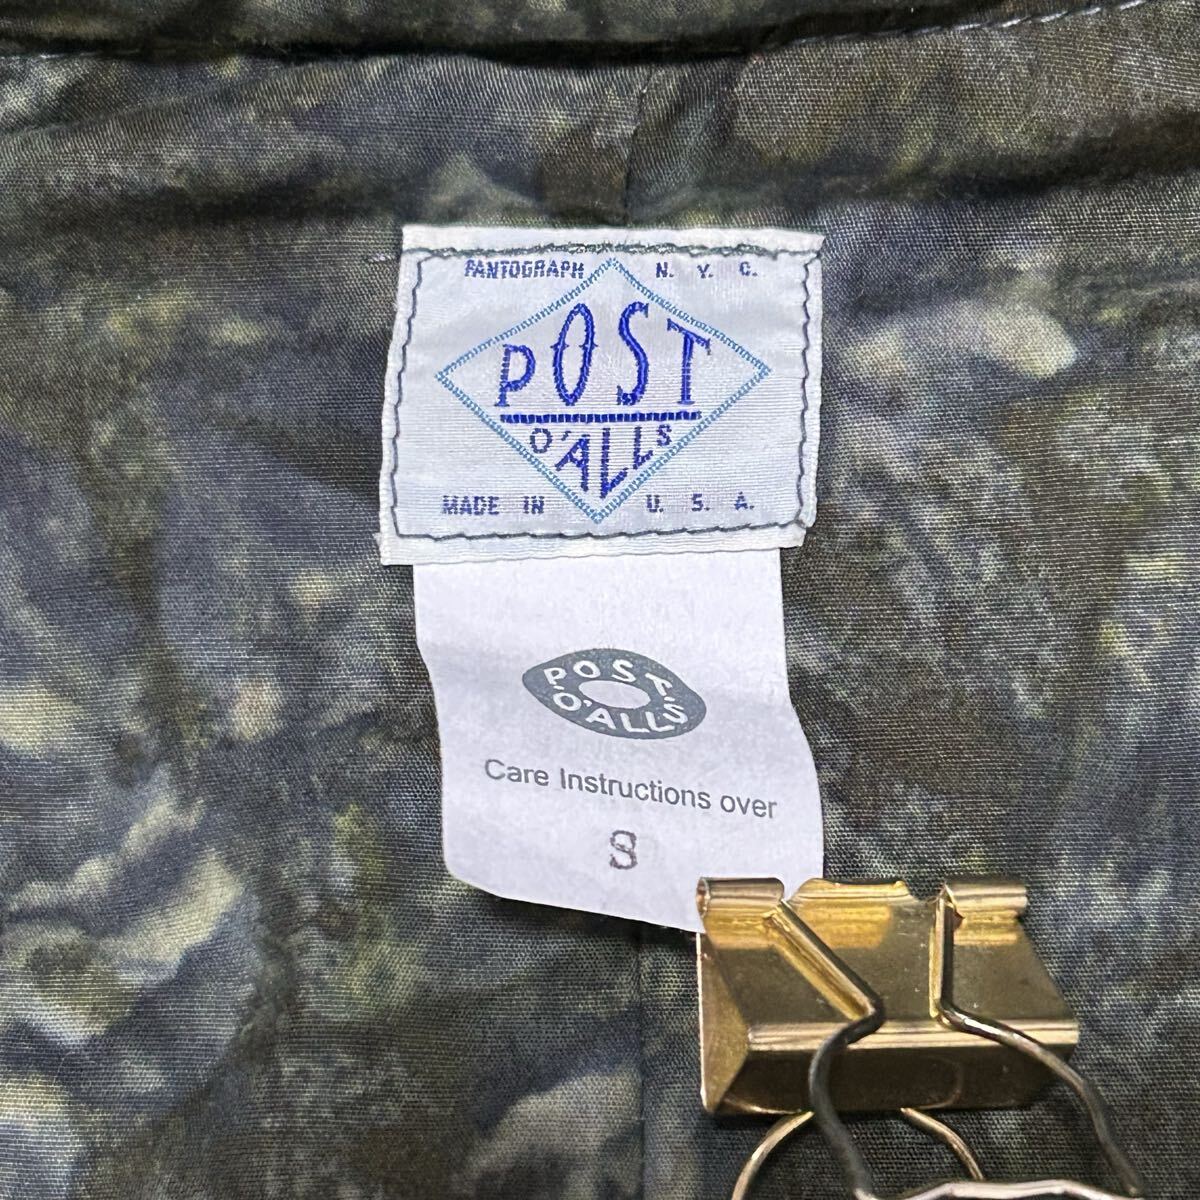 PANTOGRAPH N. Y. C.
POST
O'ALLS
MADE IN U. S. A.
POST
O'ALLS
Care Instructions over
S